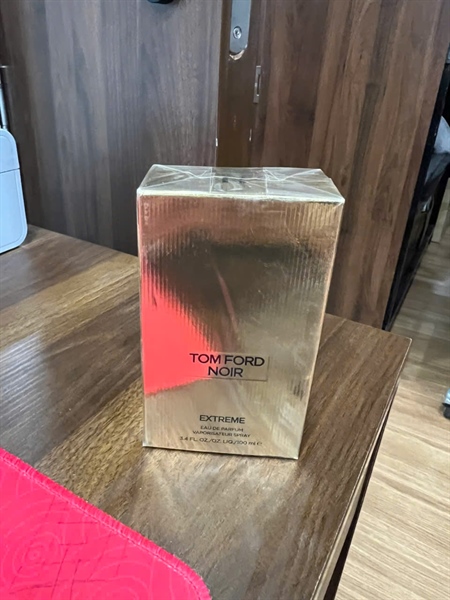 TOM FORD
NOIR
EXTREME
EAU DE PARFUM
VAPORISATEUR SPRAY
3.4 FL.OZ./OZ. LIQ/100 ml ℮